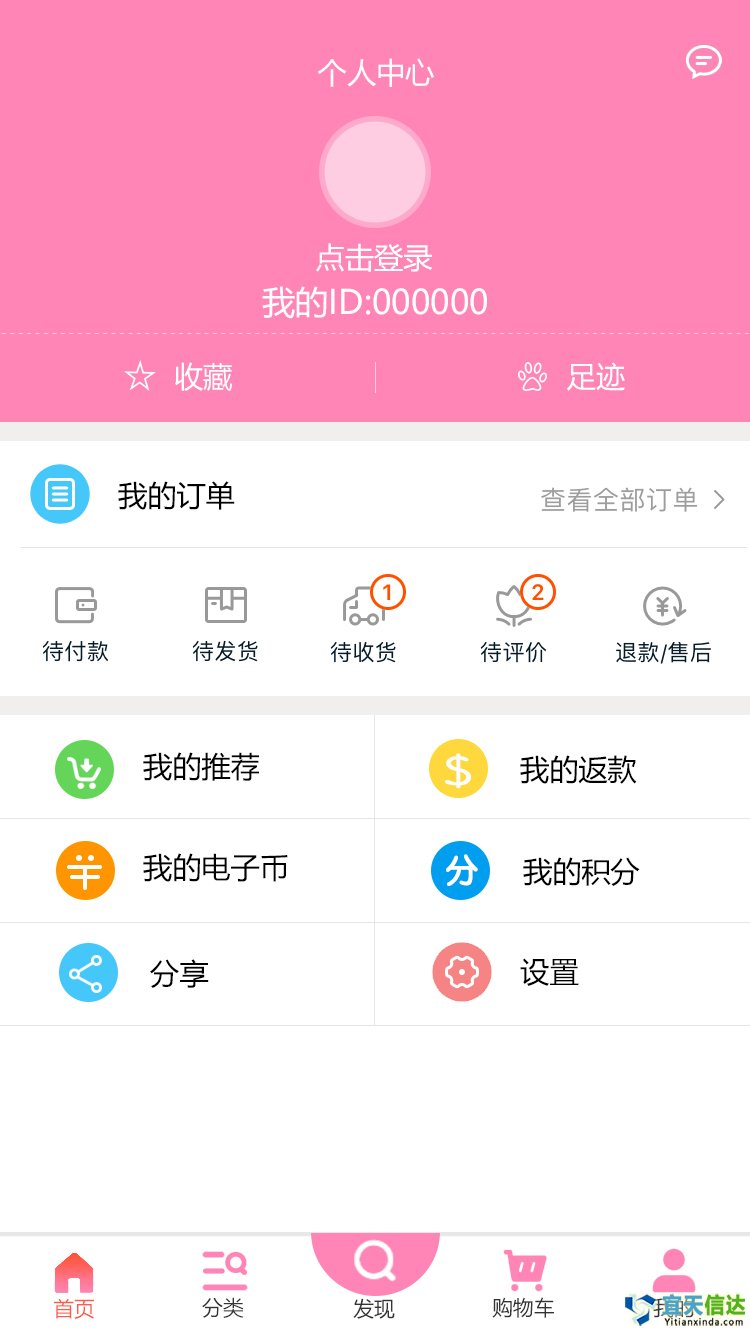 个人中心
点击登录
我的ID:000000
收藏
足迹
我的订单
查看全部订单
1
2
待付款
待发货
待收货
待评价
退款/售后
我的推荐
$
我的返款
我的电子币
分
我的积分
分享
设置
首页
分类
发现
购物车
我的
宜天信达
Yitianxinda.com